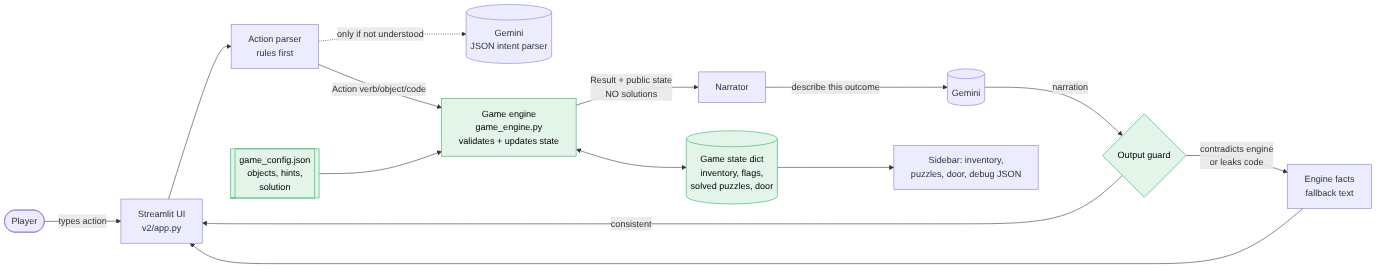 Player
types action
Streamlit UI
v2/app.py
Action parser
rules first
only if not understood
Gemini
JSON intent parser
Action verb/object/code
game_config.json
objects, hints,
solution
Game engine
game_engine.py
validates + updates state
Result + public state
NO solutions
Narrator
describe this outcome
Gemini
narration
Game state dict
inventory, flags,
solved puzzles, door
Sidebar: inventory,
puzzles, door, debug JSON
Output guard
contradicts engine
or leaks code
Engine facts
fallback text
consistent